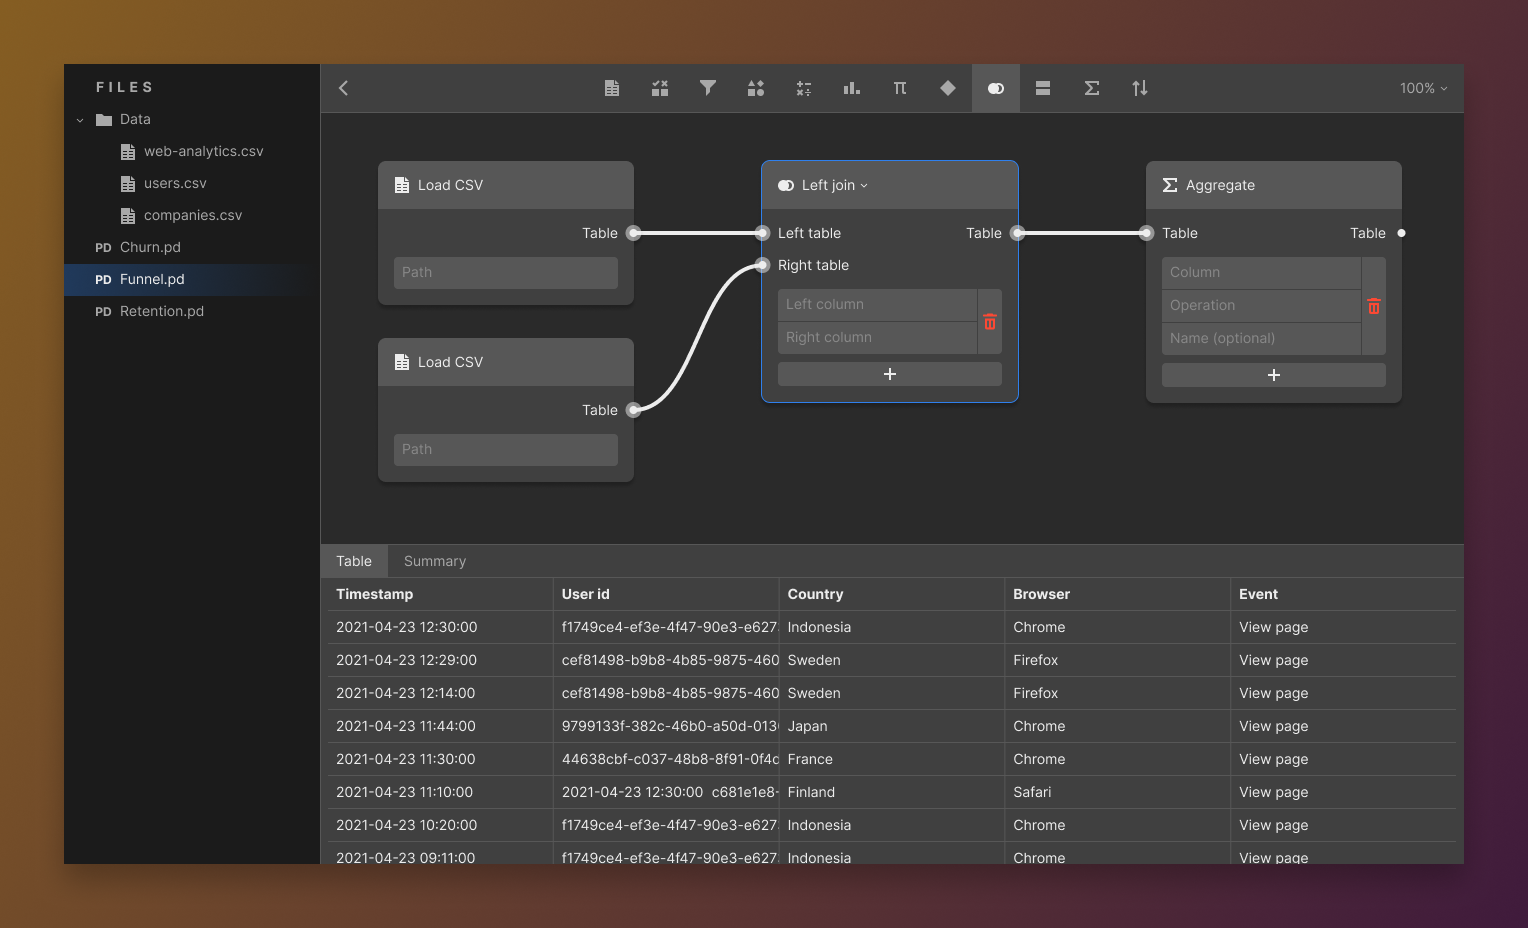 FILES
Data
web-analytics.csv
users.csv
companies.csv
PD Churn.pd
PD Funnel.pd
PD Retention.pd
100%
Load CSV
Table
Path
Load CSV
Table
Path
Left join
Left table Table
Right table
Left column
Right column
+
Aggregate
Table Table
Column
Operation
Name (optional)
+
Table Summary
Timestamp User id Country Browser Event
2021-04-23 12:30:00 f1749ce4-ef3e-4f47-90e3-e627 Indonesia Chrome View page
2021-04-23 12:29:00 cef81498-b9b8-4b85-9875-460 Sweden Firefox View page
2021-04-23 12:14:00 cef81498-b9b8-4b85-9875-460 Sweden Firefox View page
2021-04-23 11:44:00 9799133f-382c-46b0-a50d-013 Japan Chrome View page
2021-04-23 11:30:00 44638cbf-c037-48b8-8f91-0f4 France Chrome View page
2021-04-23 11:10:00 2021-04-23 12:30:00 c681e1e8- Finland Safari View page
2021-04-23 10:20:00 f1749ce4-ef3e-4f47-90e3-e627 Indonesia Chrome View page
2021-04-23 09:11:00 f1749ce4-ef3e-4f47-90e3-e627 Indonesia Chrome View page